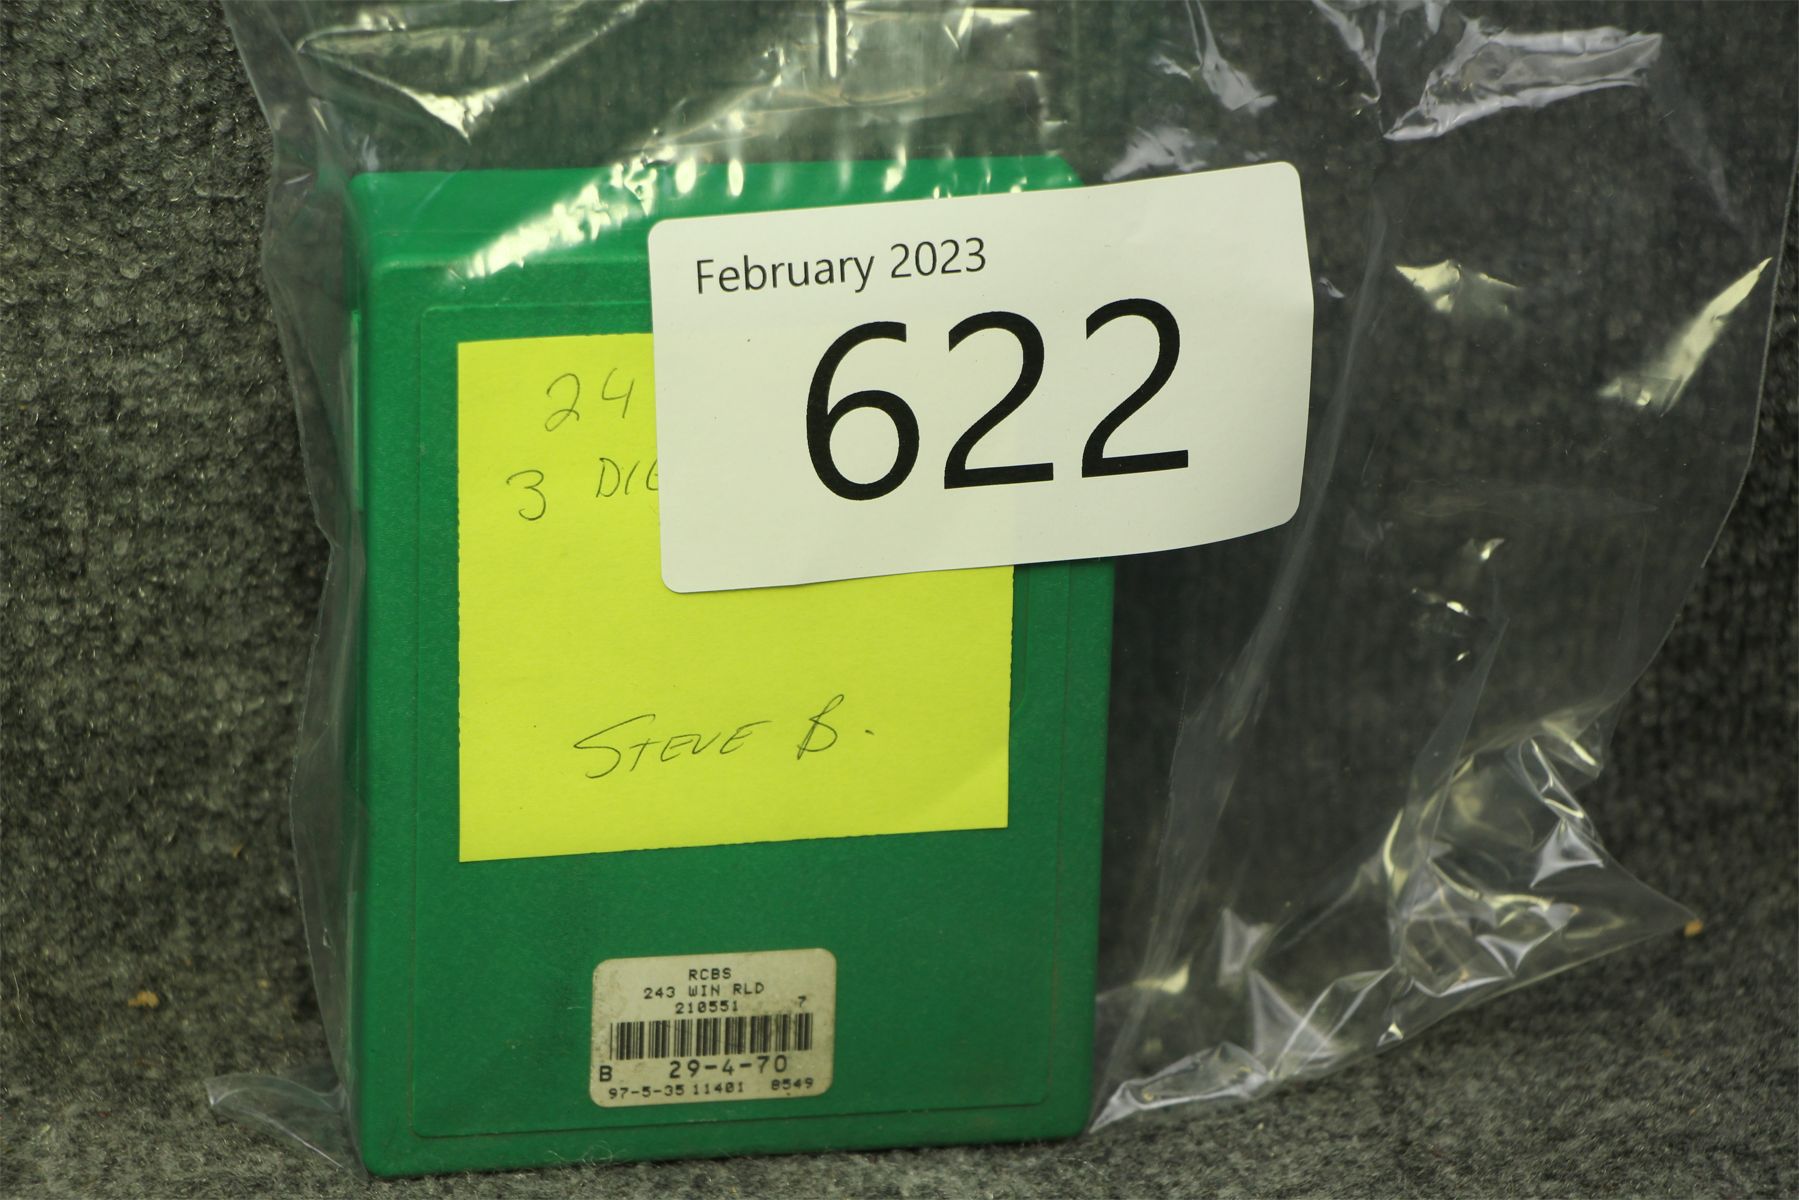 February 2023
622
24
3 DIE
STEVE B.
RCBS
243 WIN RLD
210551 7
B 29-4-70
97-5-35 11401 8549